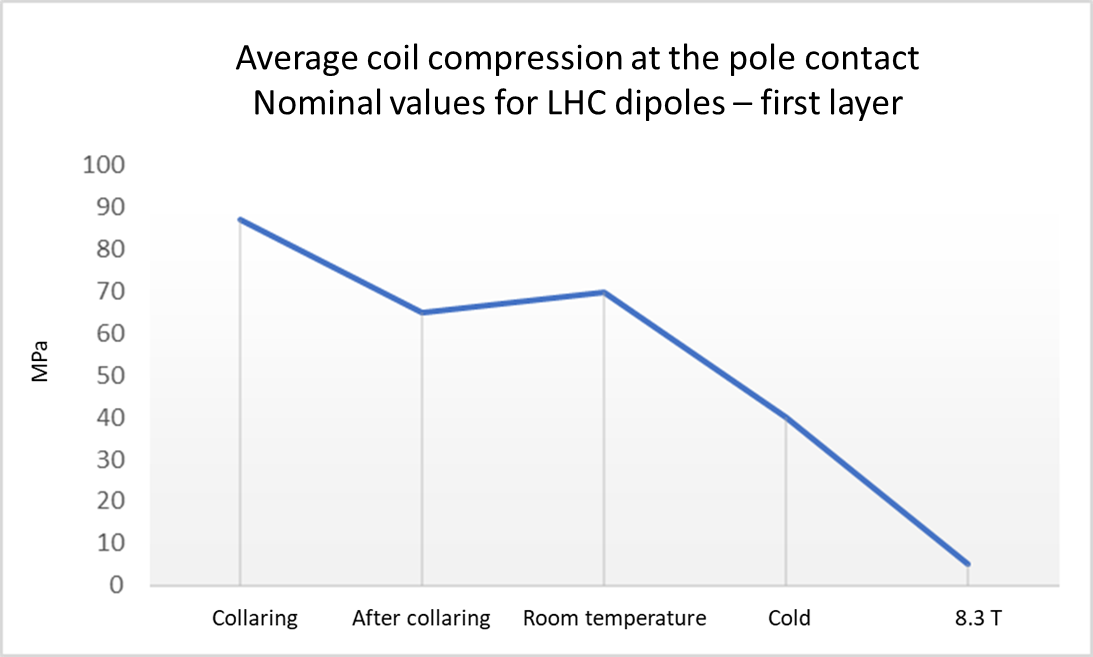 Average coil compression at the pole contact
Nominal values for LHC dipoles – first layer
100
90
80
70
60
50
40
30
20
10
0
MPa
Collaring After collaring Room temperature Cold 8.3 T